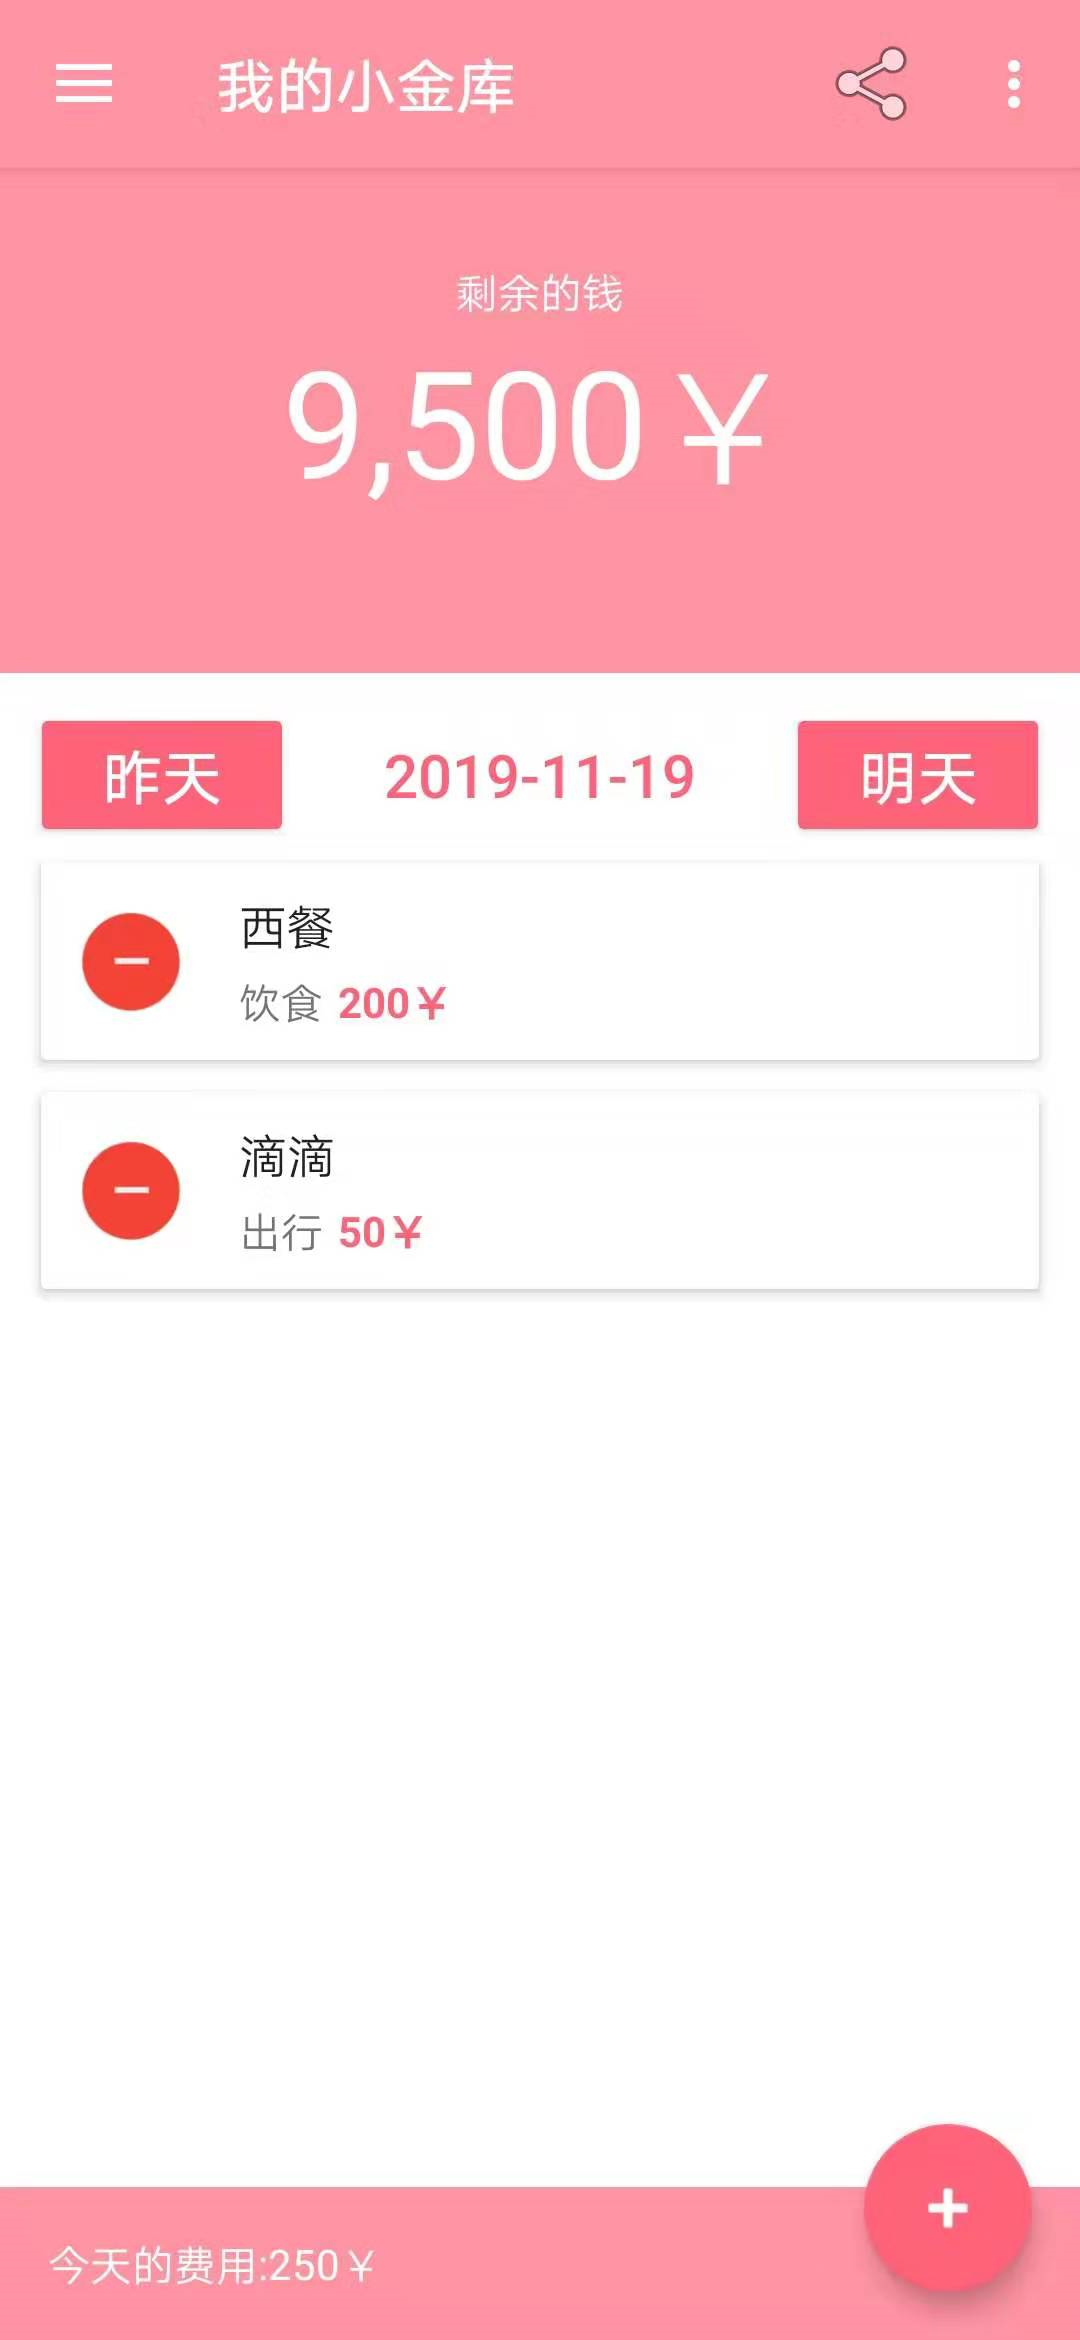 我的小金库
剩余的钱
9,500￥
昨天
2019-11-19
明天
西餐
饮食 200￥
滴滴
出行 50￥
今天的费用:250￥